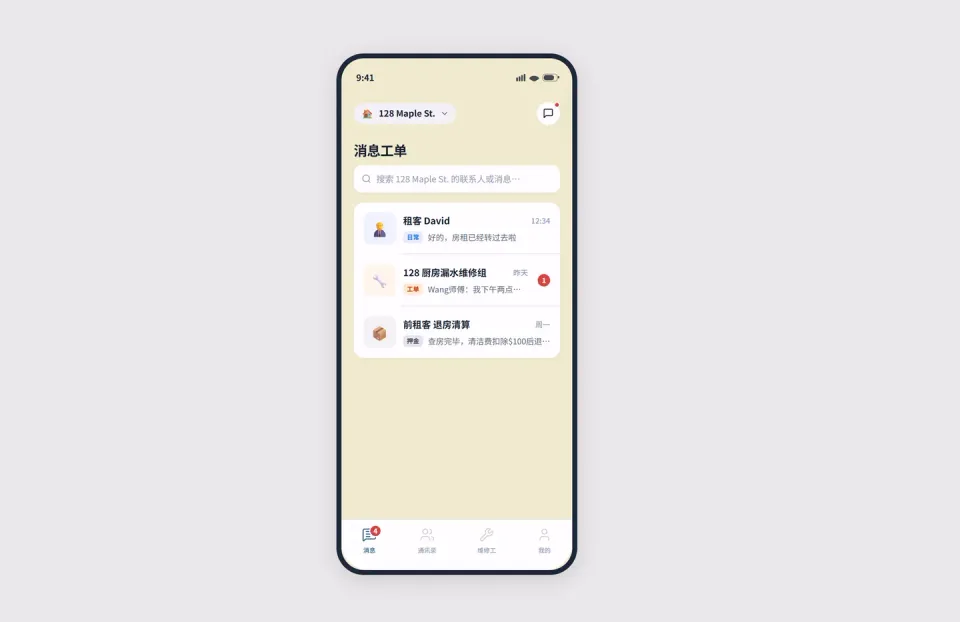 9:41
128 Maple St.
消息工单
搜索 128 Maple St. 的联系人或消息…
租客 David
12:34
日常
好的，房租已经转过去啦
128 厨房漏水维修组
昨天
工单
Wang师傅：我下午两点…
1
前租客 退房清算
周一
押金
查房完毕，清洁费扣除$100后退…
4
消息
通讯录
维修工
我的